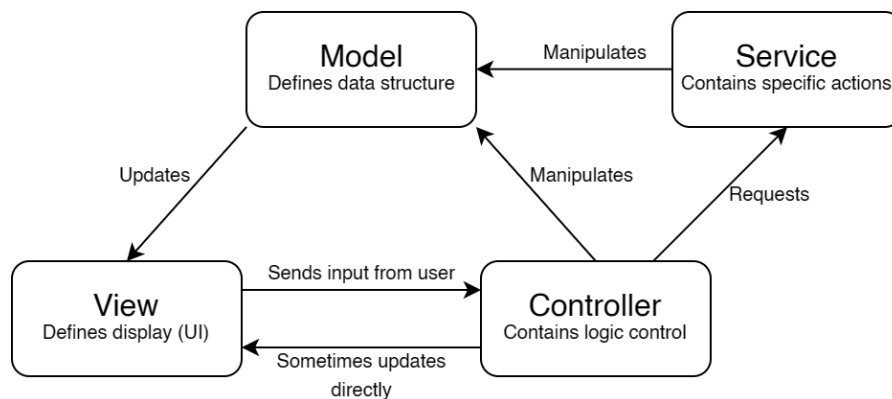 Model
Defines data structure
Manipulates
Service
Contains specific actions
Updates
Manipulates
Requests
Sends input from user
View
Defines display (UI)
Controller
Contains logic control
Sometimes updates
directly